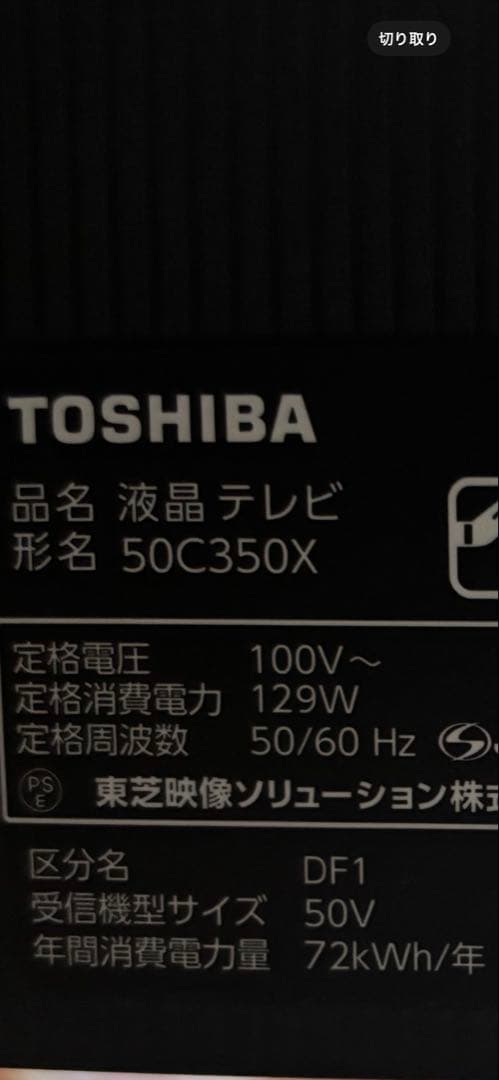 切り取り
TOSHIBA
品名 液晶テレビ
形名 50C350X
定格電圧 100V～
定格消費電力 129W
定格周波数 50/60 Hz
PS
E
東芝映像ソリューション株式
区分名 DF1
受信機型サイズ 50V
年間消費電力量 72kWh/年